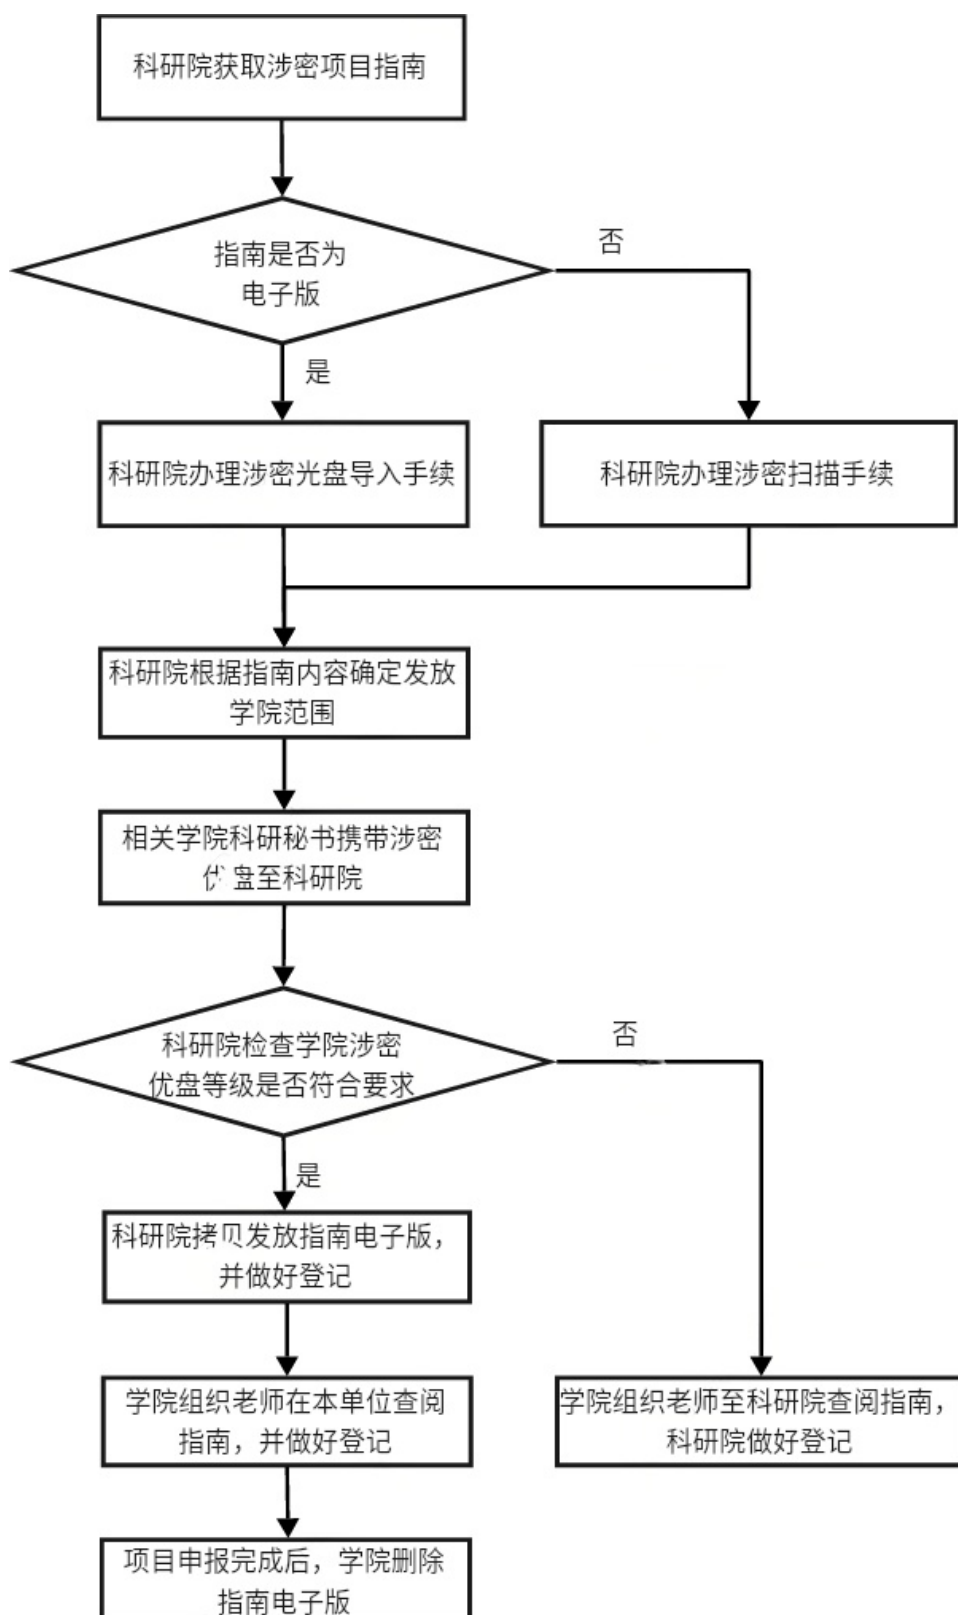 科研院获取涉密项目指南
指南是否为
电子版
否
是
科研院办理涉密光盘导入手续
科研院办理涉密扫描手续
科研院根据指南内容确定发放
学院范围
相关学院科研秘书携带涉密
优盘至科研院
科研院检查学院涉密
优盘等级是否符合要求
否
是
科研院拷贝发放指南电子版，
并做好登记
学院组织老师在本单位查阅
指南，并做好登记
学院组织老师至科研院查阅指南，
科研院做好登记
项目申报完成后，学院删除
指南电子版